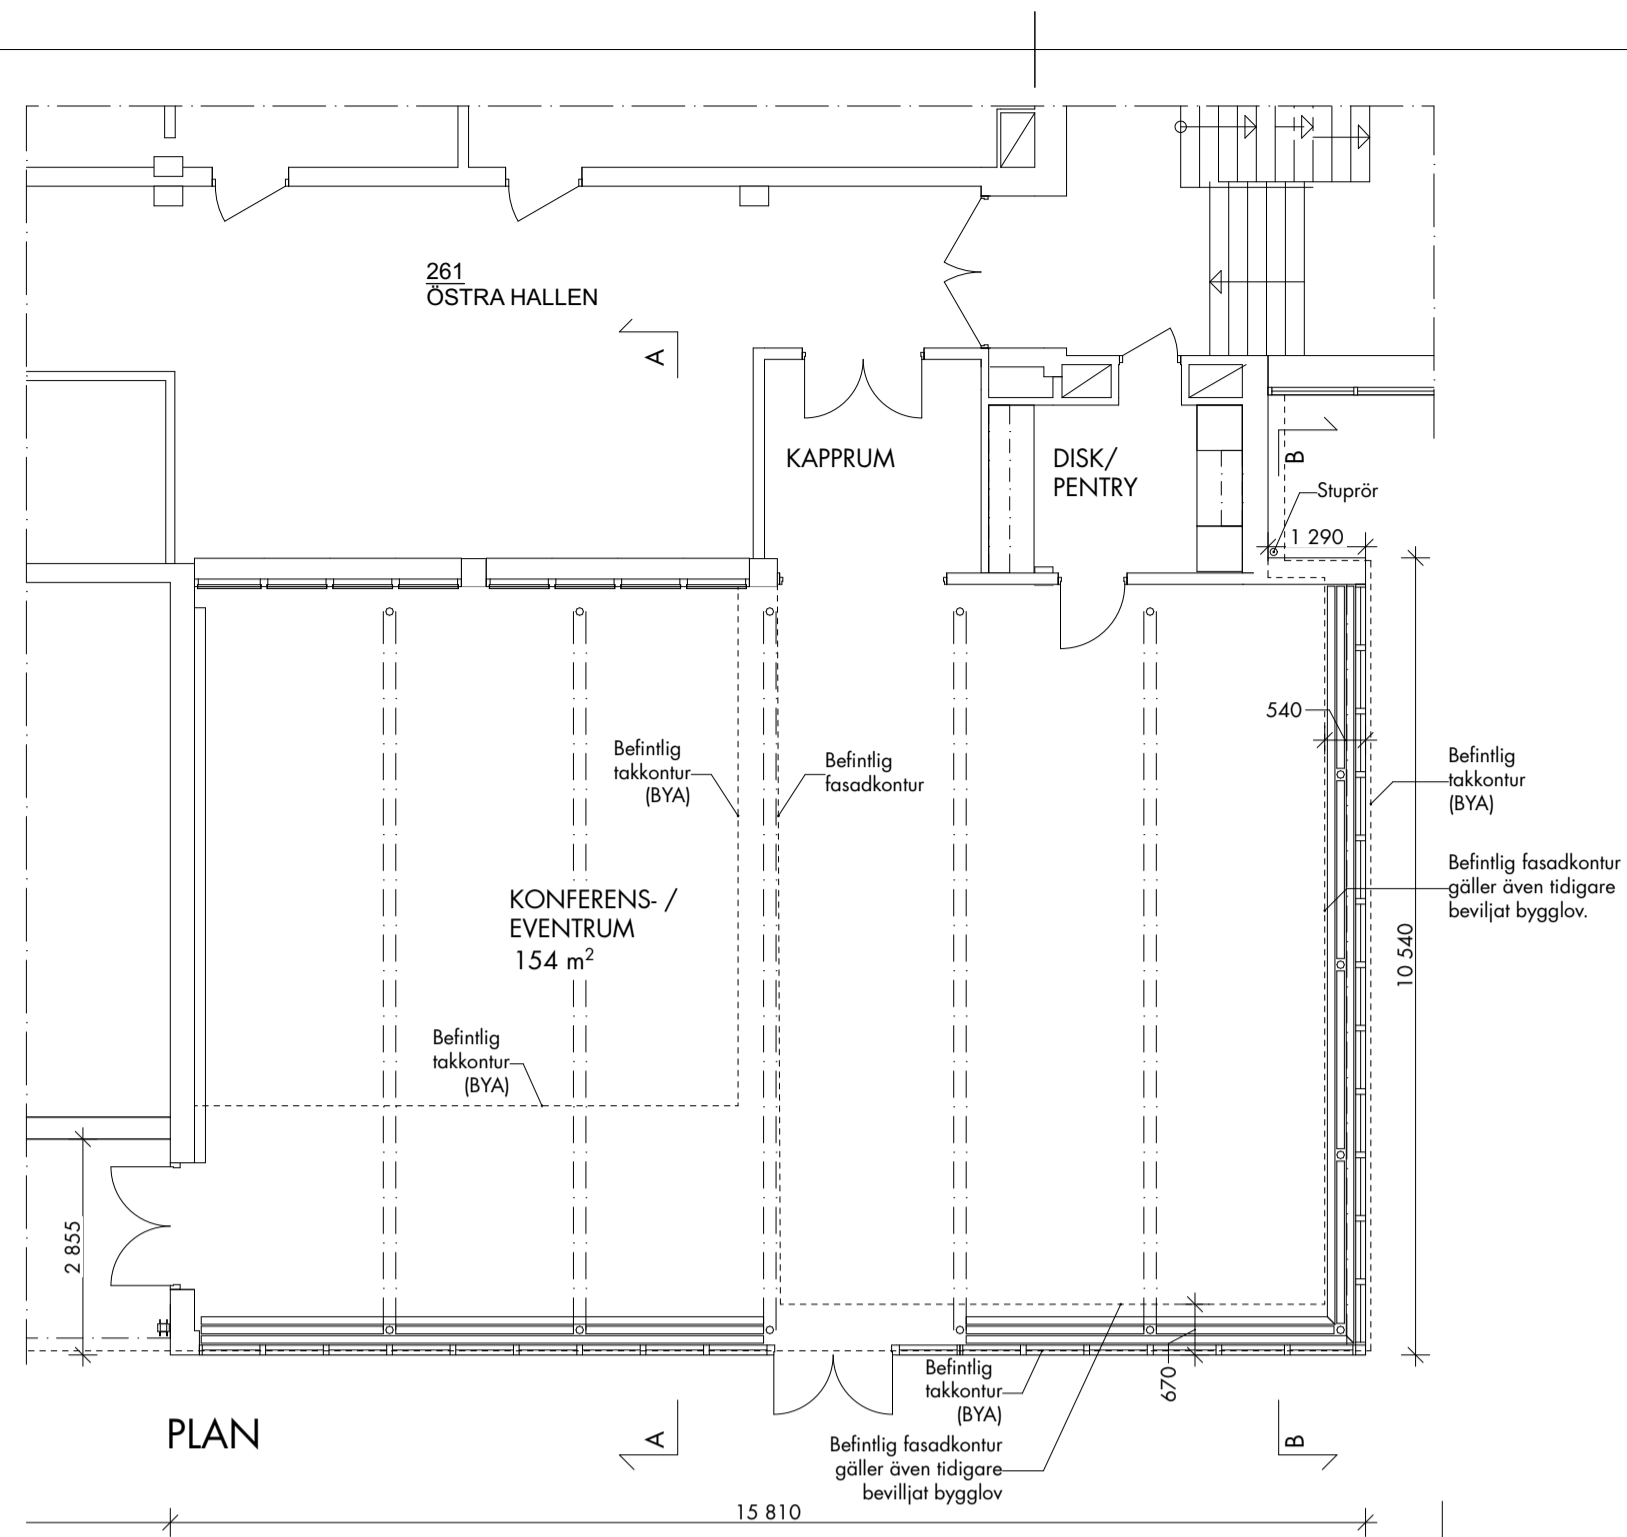 261
ÖSTRA HALLEN
A
KAPPRUM
DISK/
PENTRY
B
Stuprör
1 290
540
Befintlig
takkontur
(BYA)
Befintlig
fasadkontur
Befintlig
takkontur
(BYA)
Befintlig fasadkontur
gäller även tidigare
beviljat bygglov.
KONFERENS- /
EVENTRUM
154 m²
10 540
Befintlig
takkontur
(BYA)
2 855
Befintlig
takkontur
(BYA)
670
PLAN
A
Befintlig fasadkontur
gäller även tidigare
bevilljat bygglov
B
15 810